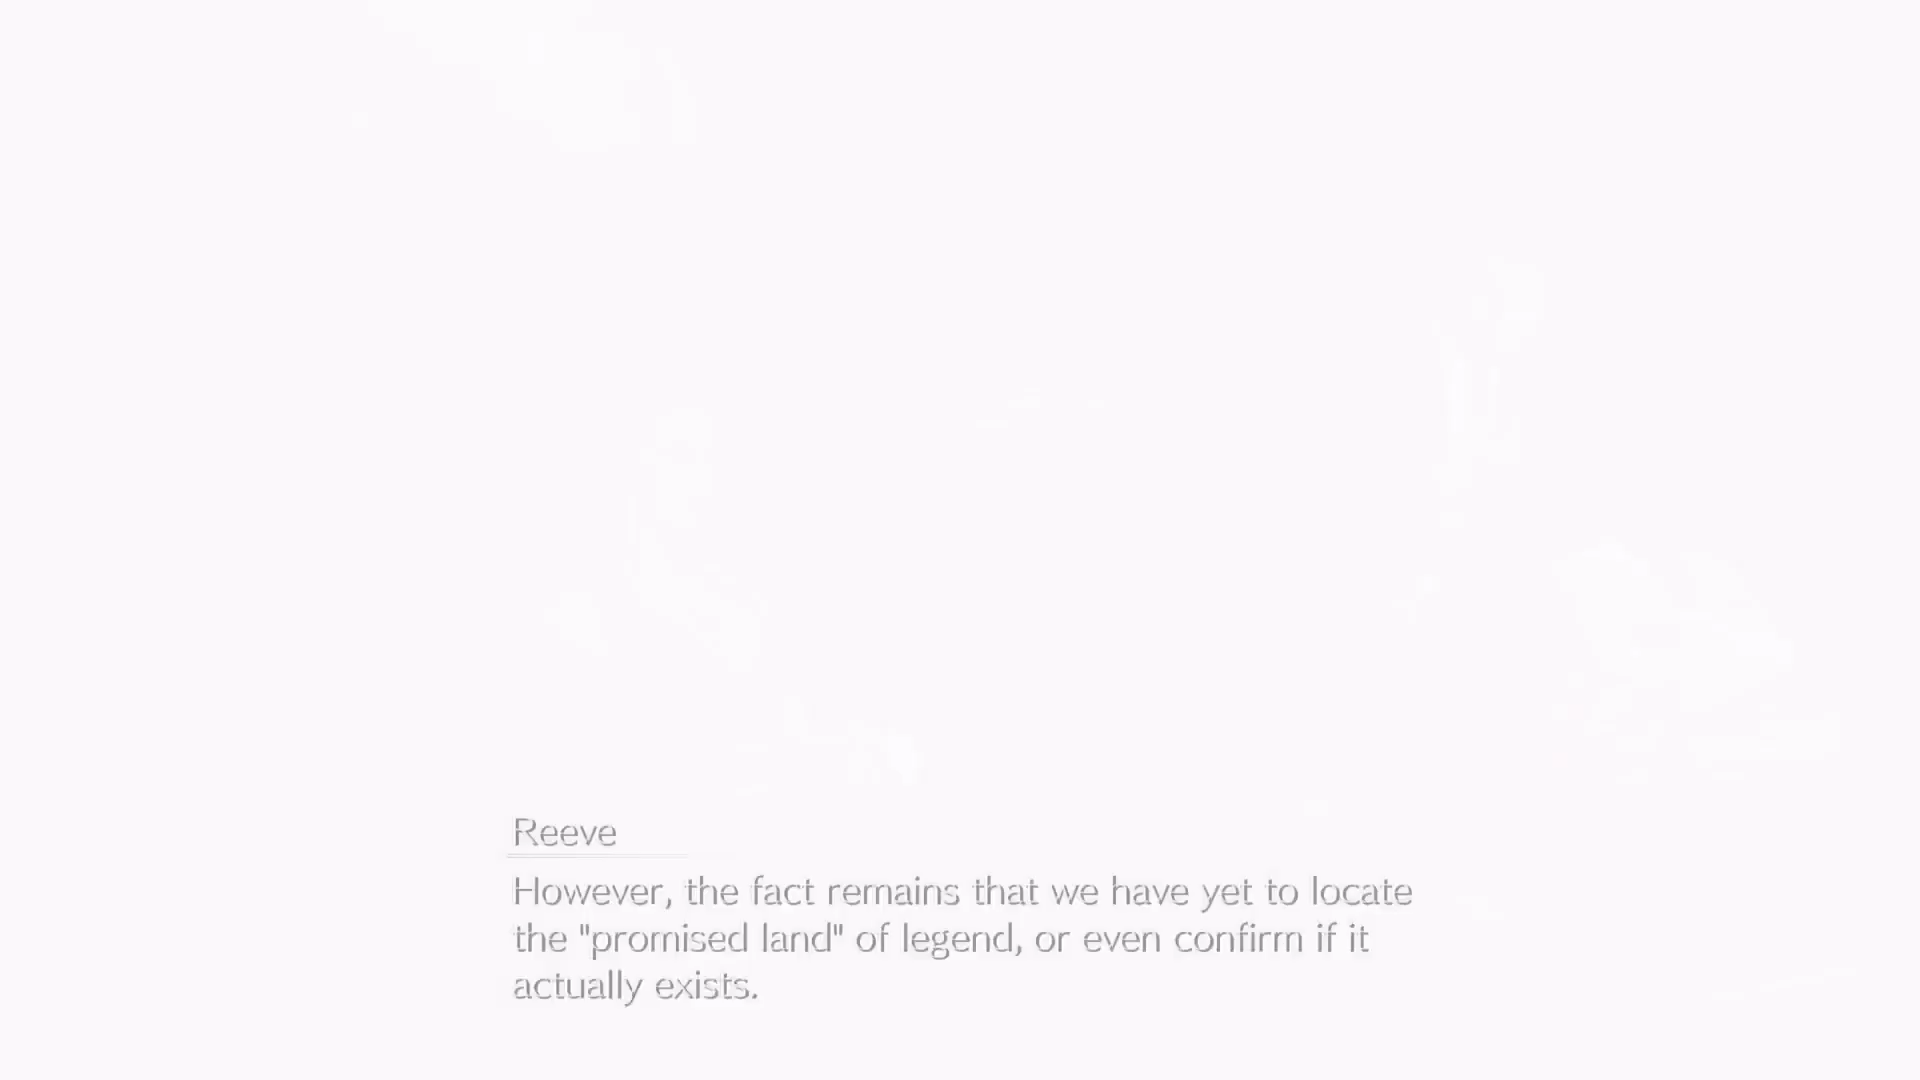 Reeve
However, the fact remains that we have yet to locate
the "promised land" of legend, or even confirm if it
actually exists.